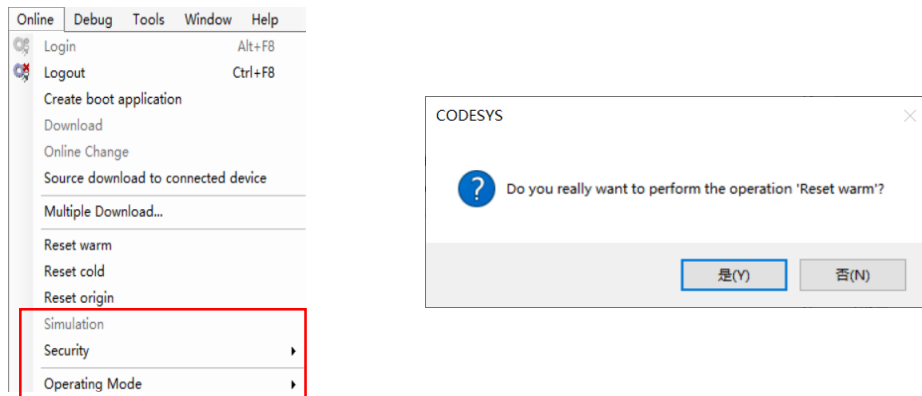 Online Debug Tools Window Help
Login Alt+F8
Logout Ctrl+F8
Create boot application
Download
Online Change
Source download to connected device
Multiple Download...
Reset warm
Reset cold
Reset origin
Simulation
Security
Operating Mode
CODESYS
Do you really want to perform the operation 'Reset warm'?
是(Y) 否(N)